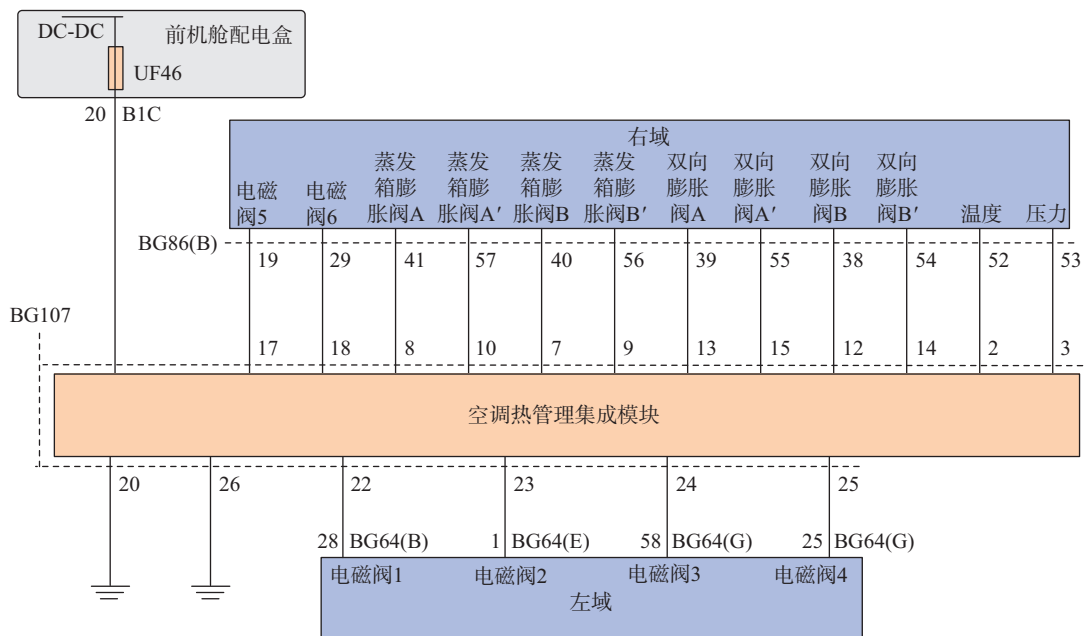 DC-DC 前机舱配电盒
UF46
20 B1C
右域
蒸发 蒸发 蒸发 蒸发 双向 双向 双向 双向
电磁 电磁 箱膨 箱膨 箱膨 箱膨 膨胀 膨胀 膨胀 膨胀
阀5 阀6 胀阀A 胀阀A′ 胀阀B 胀阀B′ 阀A 阀A′ 阀B 阀B′ 温度 压力
BG86(B)
19 29 41 57 40 56 39 55 38 54 52 53
BG107
17 18 8 10 7 9 13 15 12 14 2 3
空调热管理集成模块
20 26 22 23 24 25
28 BG64(B) 1 BG64(E) 58 BG64(G) 25 BG64(G)
电磁阀1 电磁阀2 电磁阀3 电磁阀4
左域